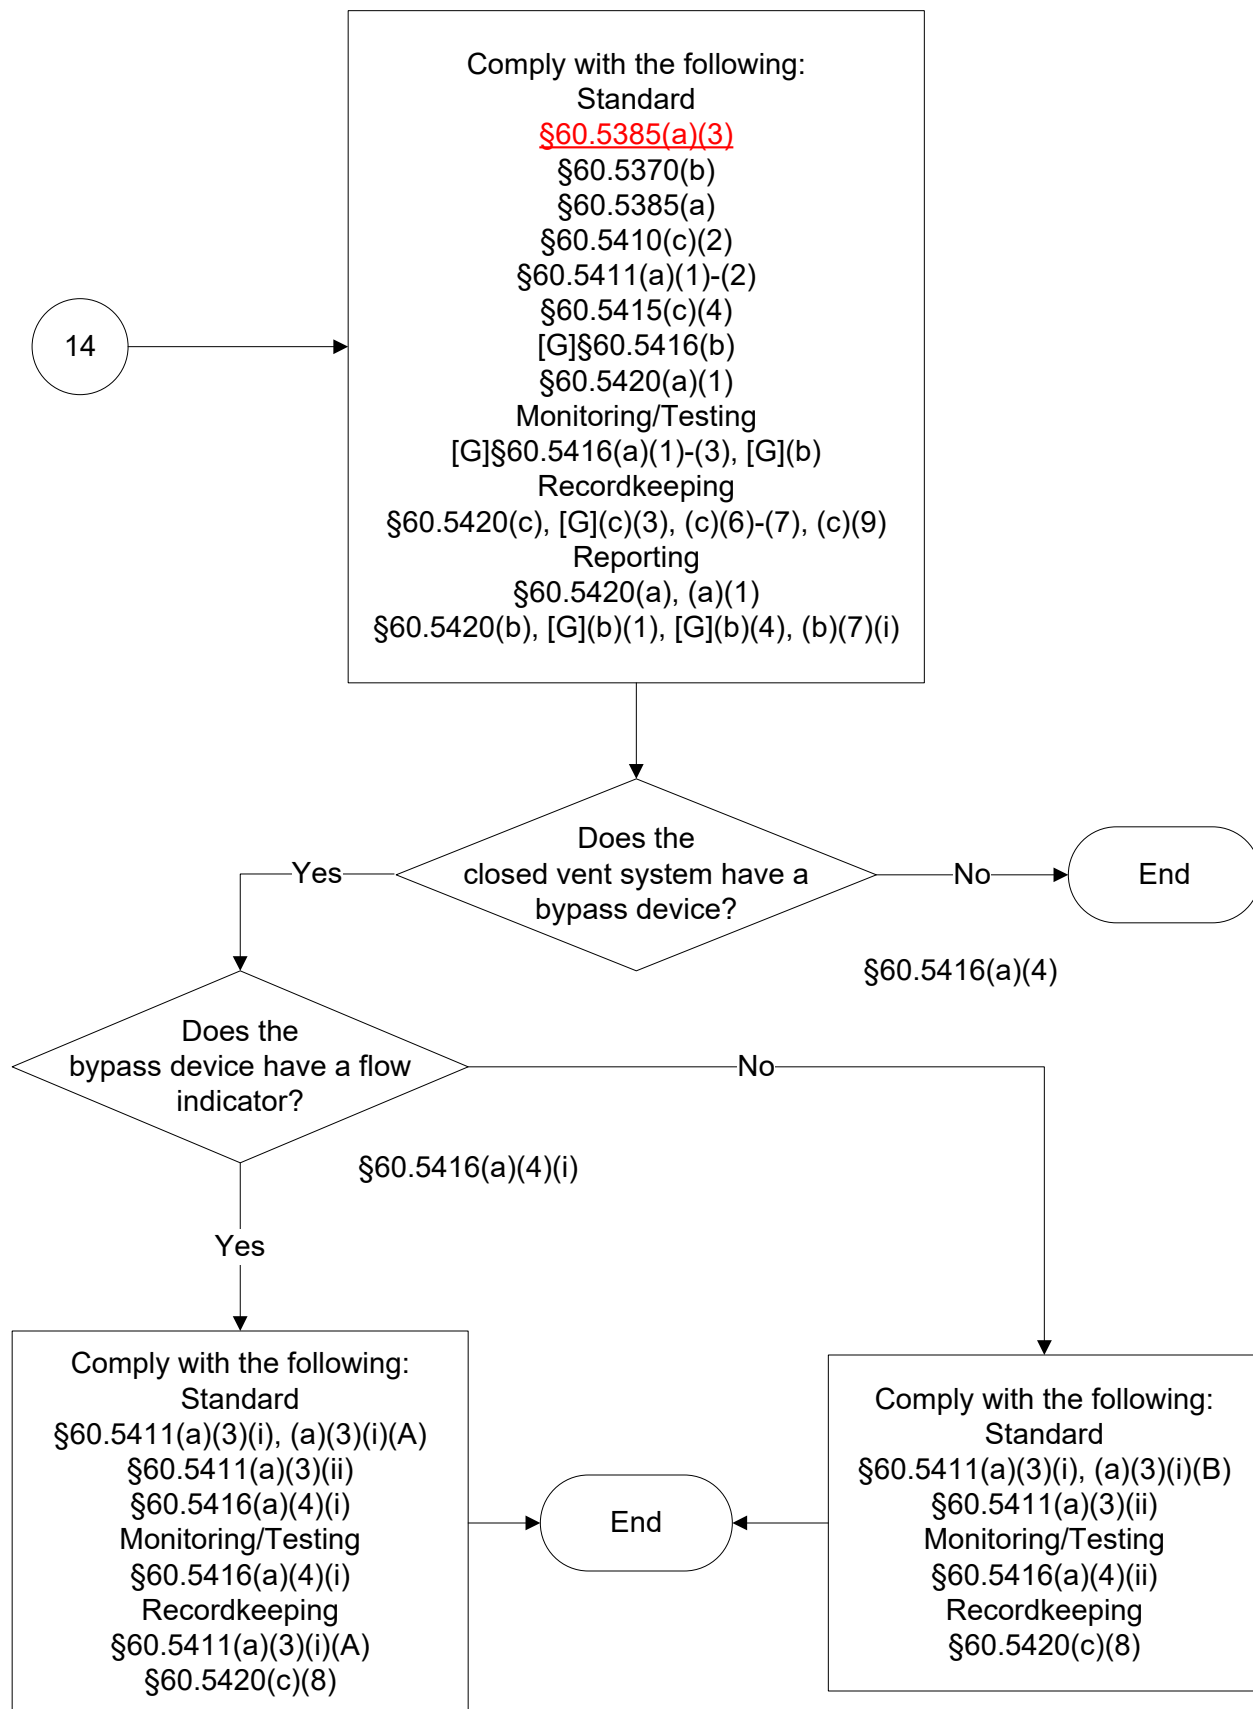 14
Comply with the following:
Standard
§60.5385(a)(3)
§60.5370(b)
§60.5385(a)
§60.5410(c)(2)
§60.5411(a)(1)-(2)
§60.5415(c)(4)
[G]§60.5416(b)
§60.5420(a)(1)
Monitoring/Testing
[G]§60.5416(a)(1)-(3), [G](b)
Recordkeeping
§60.5420(c), [G](c)(3), (c)(6)-(7), (c)(9)
Reporting
§60.5420(a), (a)(1)
§60.5420(b), [G](b)(1), [G](b)(4), (b)(7)(i)
Does the
closed vent system have a
bypass device?
Yes
No
End
§60.5416(a)(4)
Does the
bypass device have a flow
indicator?
No
§60.5416(a)(4)(i)
Yes
Comply with the following:
Standard
§60.5411(a)(3)(i), (a)(3)(i)(A)
§60.5411(a)(3)(ii)
§60.5416(a)(4)(i)
Monitoring/Testing
§60.5416(a)(4)(i)
Recordkeeping
§60.5411(a)(3)(i)(A)
§60.5420(c)(8)
End
Comply with the following:
Standard
§60.5411(a)(3)(i), (a)(3)(i)(B)
§60.5411(a)(3)(ii)
Monitoring/Testing
§60.5416(a)(4)(ii)
Recordkeeping
§60.5420(c)(8)